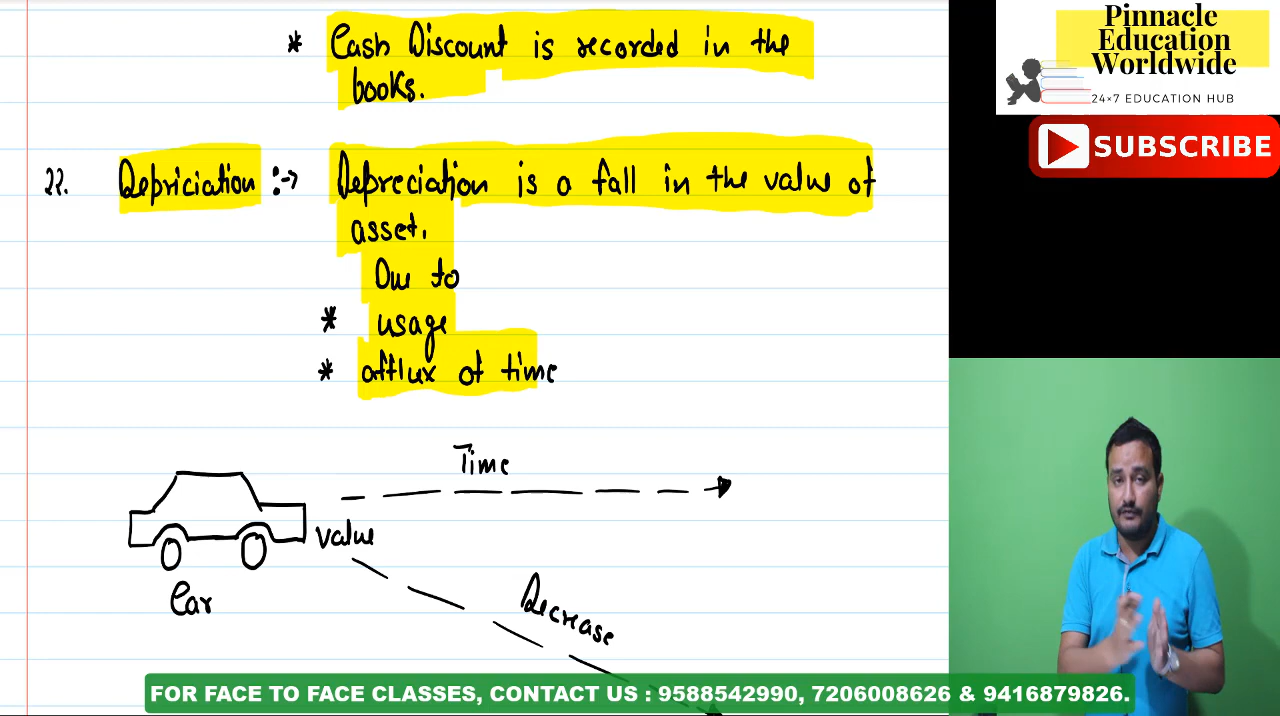 * Cash Discount is recorded in the
books.
22. Depriciation :→ Depreciation is a fall in the value of
asset.
Due to
* usage
* afflux of time
Time
value
Car
Decrease
Pinnacle
Education
Worldwide
24×7 EDUCATION HUB
SUBSCRIBE
FOR FACE TO FACE CLASSES, CONTACT US : 9588542990, 7206008626 & 9416879826.